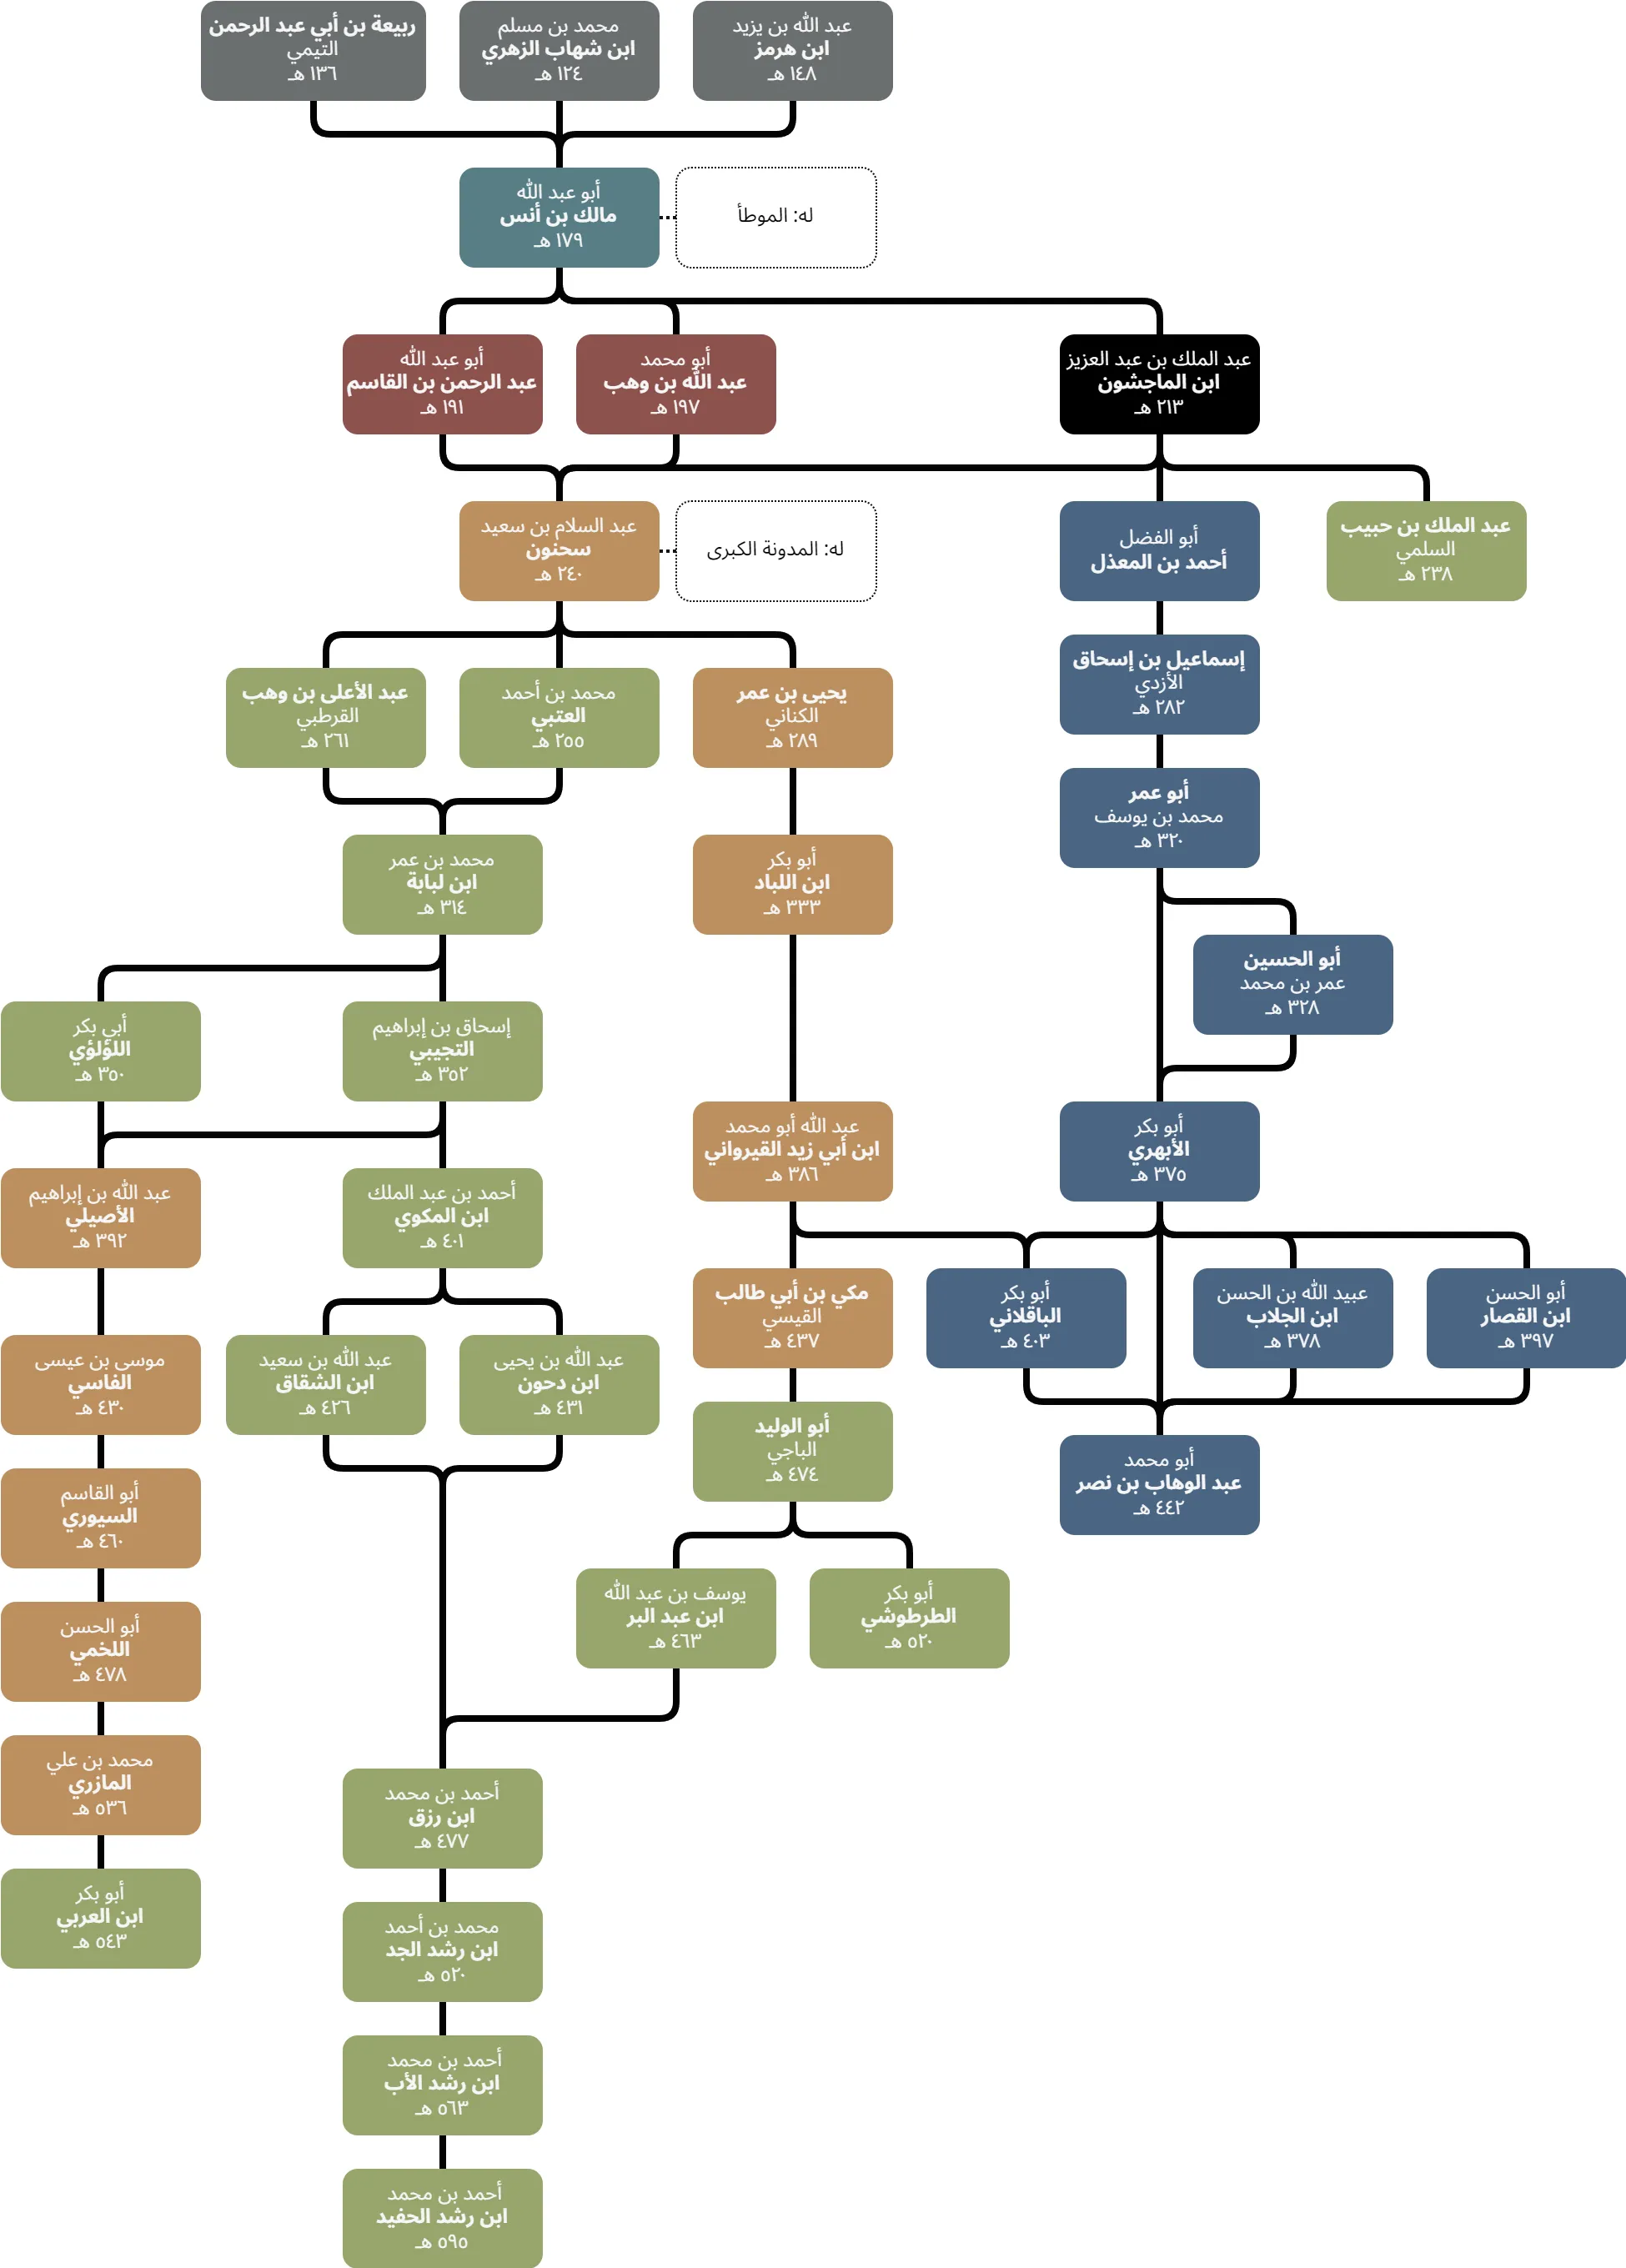 عبد الله بن يزيد
ابن هرمز
١٤٨ هـ
محمد بن مسلم
ابن شهاب الزهري
١٢٤ هـ
ربيعة بن أبي عبد الرحمن
التيمي
١٣٦ هـ
أبو عبد الله
مالك بن أنس
١٧٩ هـ
له: الموطأ
عبد الملك بن عبد العزيز
ابن الماجشون
٢١٣ هـ
أبو محمد
عبد الله بن وهب
١٩٧ هـ
أبو عبد الله
عبد الرحمن بن القاسم
١٩١ هـ
عبد الملك بن حبيب
السلمي
٢٣٨ هـ
أبو الفضل
أحمد بن المعذل
له: المدونة الكبرى
عبد السلام بن سعيد
سحنون
٢٤٠ هـ
إسماعيل بن إسحاق
الأزدي
٢٨٢ هـ
يحيى بن عمر
الكناني
٢٨٩ هـ
محمد بن أحمد
العتبي
٢٥٥ هـ
عبد الأعلى بن وهب
القرطبي
٢٦١ هـ
أبو عمر
محمد بن يوسف
٣٢٠ هـ
أبو بكر
ابن اللباد
٣٣٣ هـ
محمد بن عمر
ابن لبابة
٣١٤ هـ
أبو الحسين
عمر بن محمد
٣٢٨ هـ
إسحاق بن إبراهيم
التجيبي
٣٥٢ هـ
أبي بكر
اللؤلؤي
٣٥٠ هـ
أبو بكر
الأبهري
٣٧٥ هـ
عبد الله أبو محمد
ابن أبي زيد القيرواني
٣٨٦ هـ
أحمد بن عبد الملك
ابن المكوي
٤٠١ هـ
عبد الله بن إبراهيم
الأصيلي
٣٩٢ هـ
أبو الحسن
ابن القصار
٣٩٧ هـ
عبيد الله بن الحسن
ابن الجلاب
٣٧٨ هـ
أبو بكر
الباقلاني
٤٠٣ هـ
مكي بن أبي طالب
القيسي
٤٣٧ هـ
عبد الله بن يحيى
ابن دحون
٤٣١ هـ
عبد الله بن سعيد
ابن الشقاق
٤٢٦ هـ
موسى بن عيسى
الفاسي
٤٣٠ هـ
أبو محمد
عبد الوهاب بن نصر
٤٤٢ هـ
أبو الوليد
الباجي
٤٧٤ هـ
أبو القاسم
السيوري
٤٦٠ هـ
أبو بكر
الطرطوشي
٥٢٠ هـ
يوسف بن عبد الله
ابن عبد البر
٤٦٣ هـ
أبو الحسن
اللخمي
٤٧٨ هـ
محمد بن علي
المازري
٥٣٦ هـ
أحمد بن محمد
ابن رزق
٤٧٧ هـ
أبو بكر
ابن العربي
٥٤٣ هـ
محمد بن أحمد
ابن رشد الجد
٥٢٠ هـ
أحمد بن محمد
ابن رشد الأب
٥٦٣ هـ
أحمد بن محمد
ابن رشد الحفيد
٥٩٥ هـ